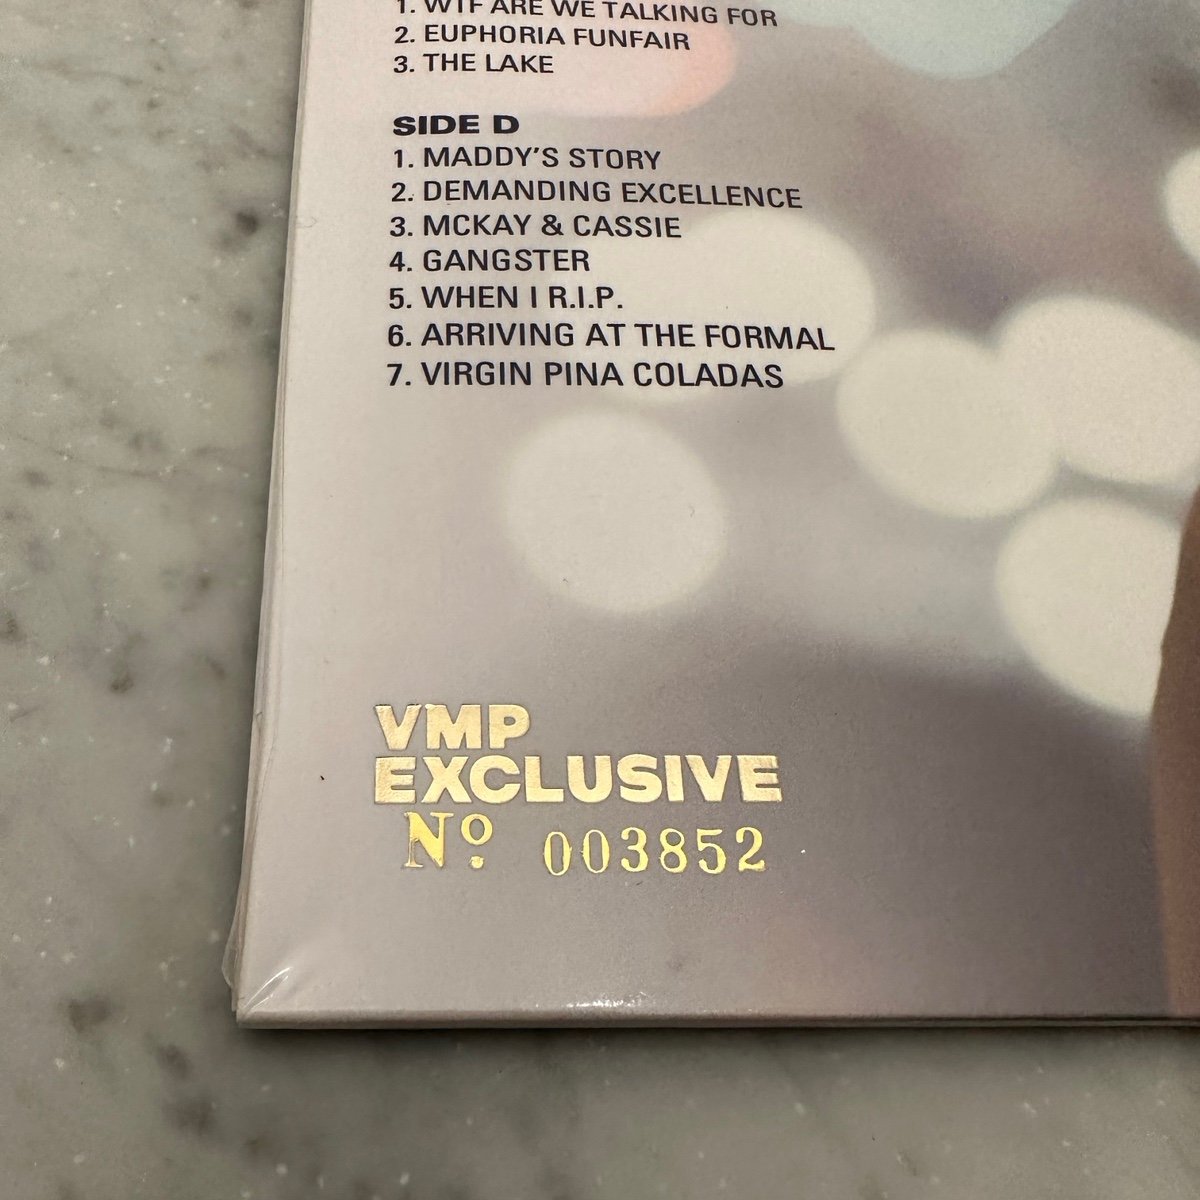 1. WTF ARE WE TALKING FOR
2. EUPHORIA FUNFAIR
3. THE LAKE
SIDE D
1. MADDY'S STORY
2. DEMANDING EXCELLENCE
3. MCKAY & CASSIE
4. GANGSTER
5. WHEN I R.I.P.
6. ARRIVING AT THE FORMAL
7. VIRGIN PINA COLADAS
VMP
EXCLUSIVE
Nº 003852